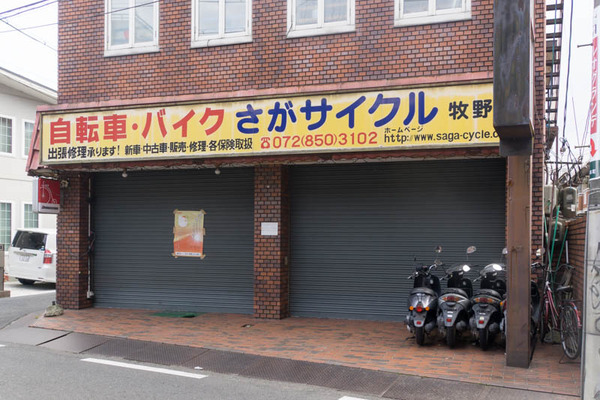 自転車・バイク さがサイクル 牧野
出張修理承ります! 新車・中古車・販売・修理・各保険取扱 ☎072(850)3102 ホームページ http://www.saga-cycle.c